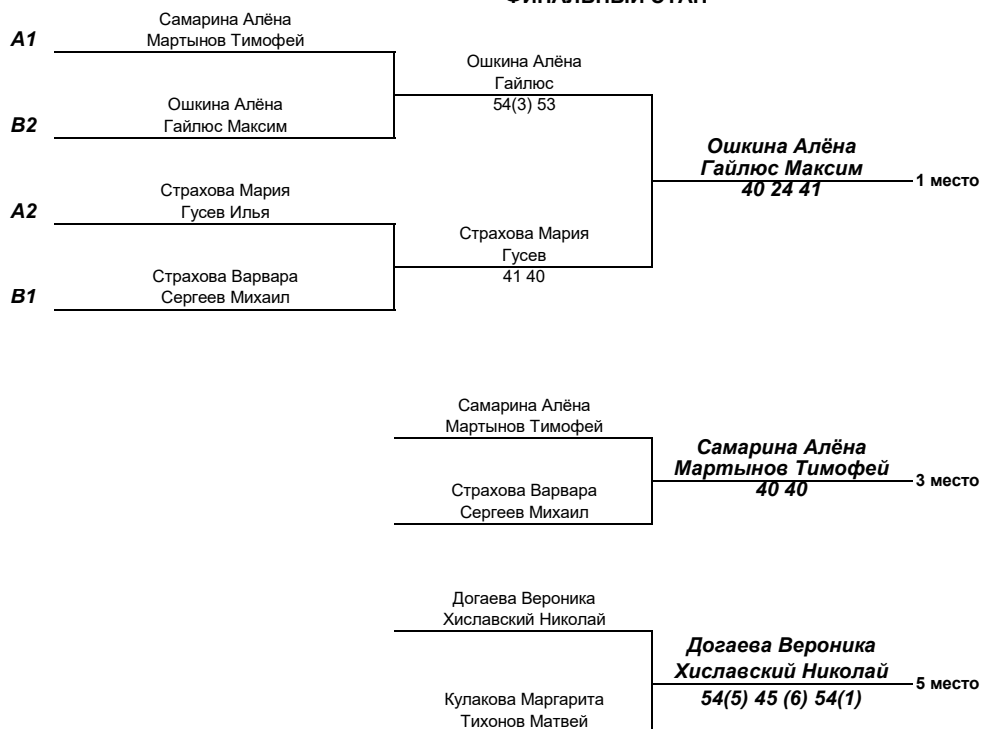 ФИНАЛЬНЫЙ ЭТАП
A1
Самарина Алёна
Мартынов Тимофей
Ошкина Алёна
Гайлюс
54(3) 53
B2
Ошкина Алёна
Гайлюс Максим
Ошкина Алёна
Гайлюс Максим
40 24 41
1 место
A2
Страхова Мария
Гусев Илья
Страхова Мария
Гусев
41 40
B1
Страхова Варвара
Сергеев Михаил
Самарина Алёна
Мартынов Тимофей
Самарина Алёна
Мартынов Тимофей
40 40
3 место
Страхова Варвара
Сергеев Михаил
Догаева Вероника
Хиславский Николай
Догаева Вероника
Хиславский Николай
54(5) 45 (6) 54(1)
5 место
Кулакова Маргарита
Тихонов Матвей